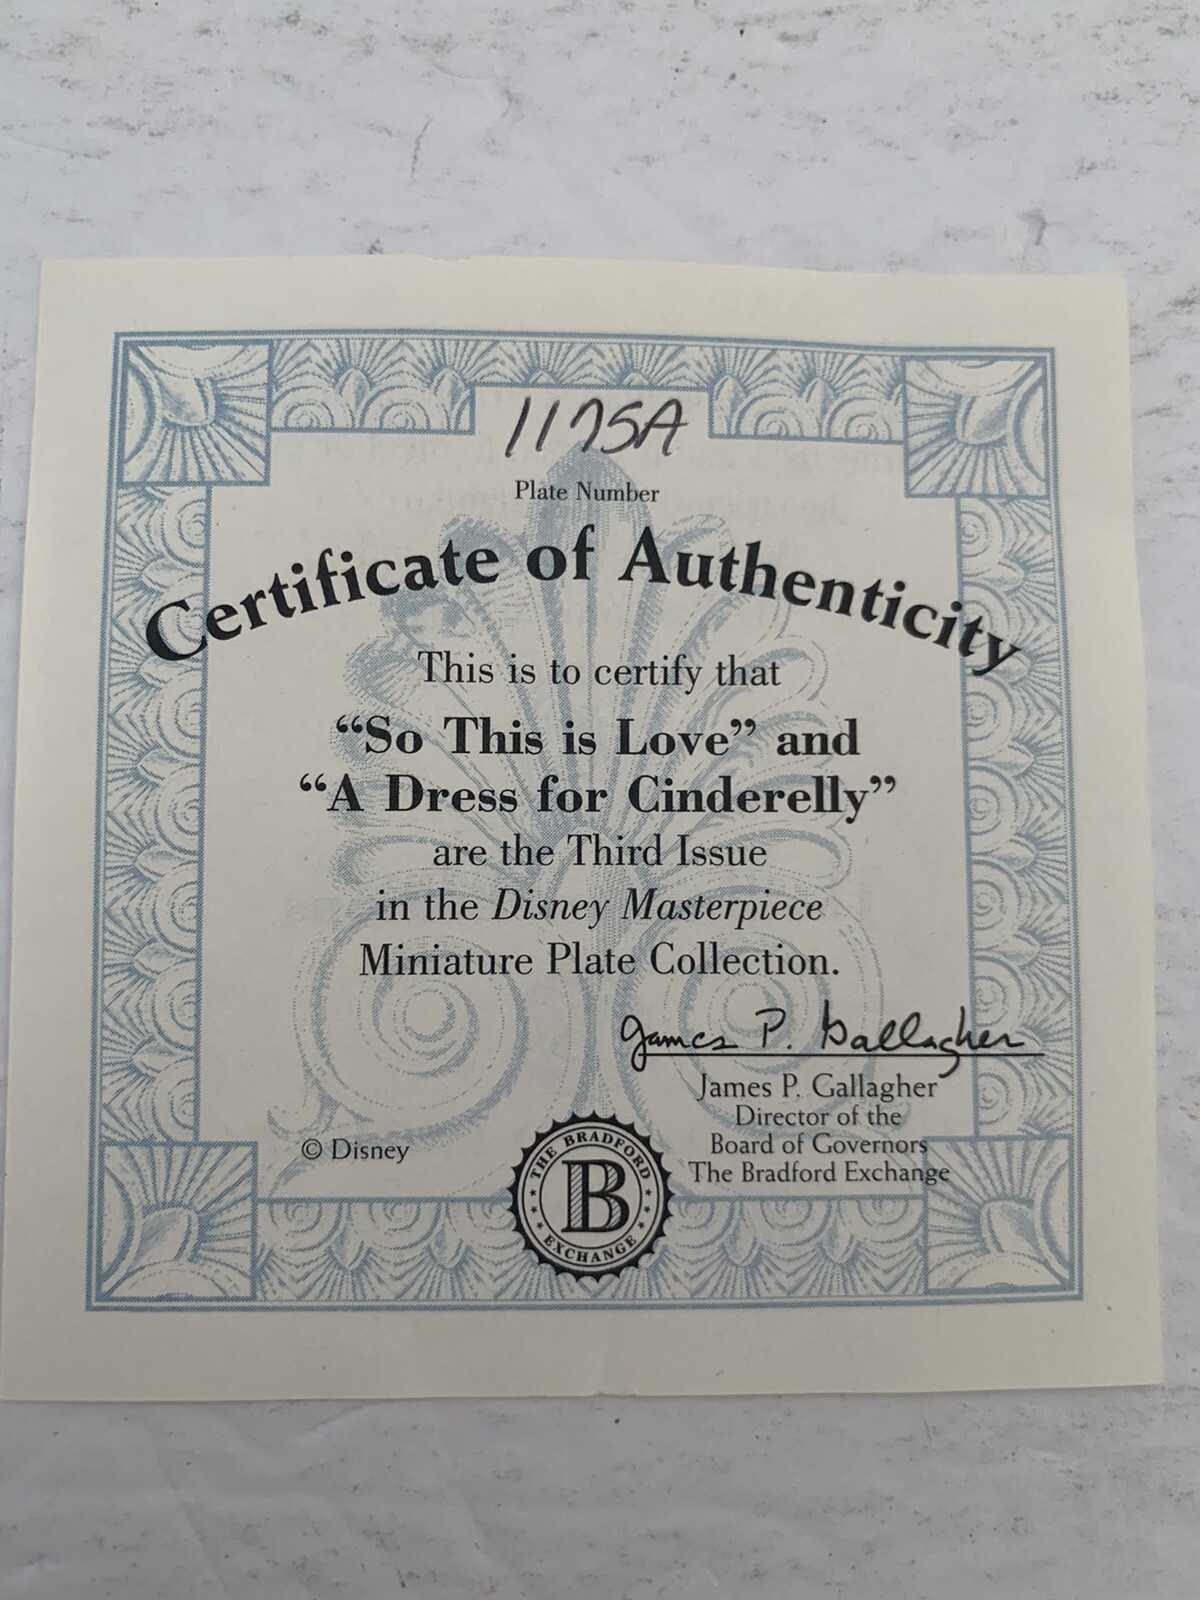 1175A
Plate Number
Certificate of Authenticity
This is to certify that
“So This is Love” and
“A Dress for Cinderelly”
are the Third Issue
in the Disney Masterpiece
Miniature Plate Collection.
James P. Gallagher
James P. Gallagher
Director of the
Board of Governors
The Bradford Exchange
© Disney
THE BRADFORD
B
EXCHANGE